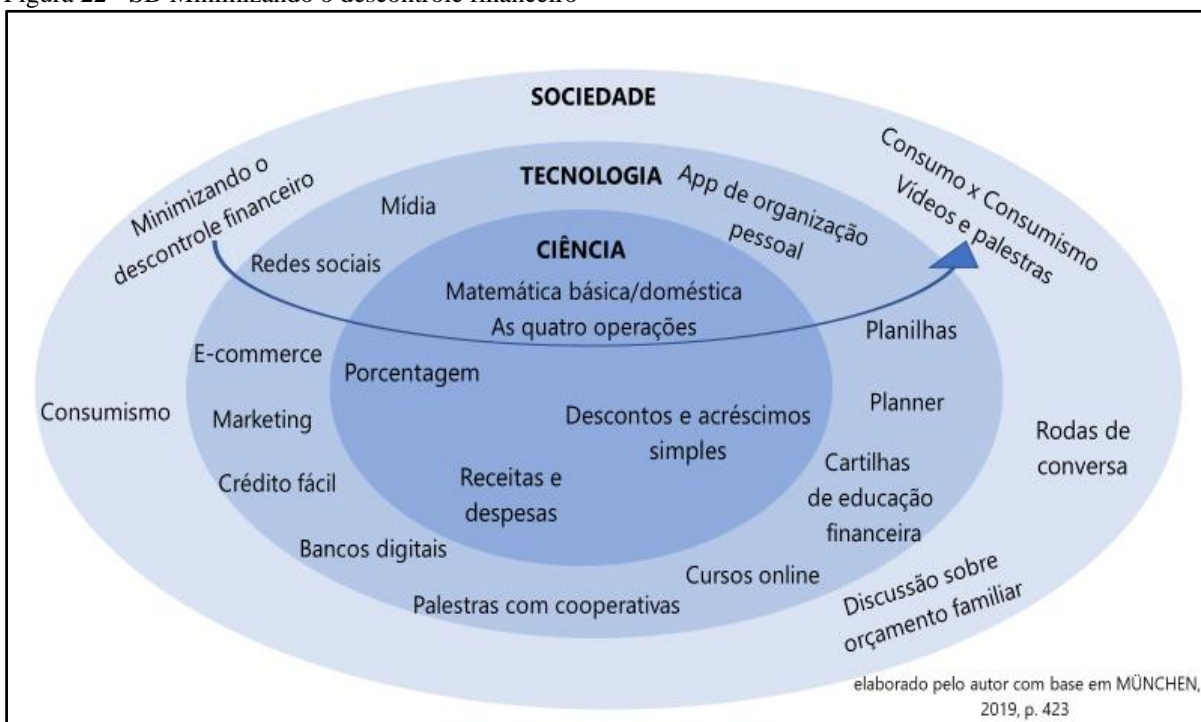 Figura 22 - SD Minimizando o descontrole financeiro
SOCIEDADE
Minimizando o
descontrole financeiro
Consumo x Consumismo
Vídeos e palestras
TECNOLOGIA
Mídia
App de organização
pessoal
Redes sociais
CIÊNCIA
Matemática básica/doméstica
As quatro operações
Planilhas
E-commerce
Porcentagem
Consumismo
Marketing
Descontos e acréscimos
simples
Planner
Rodas de
conversa
Crédito fácil
Receitas e
despesas
Cartilhas
de educação
financeira
Bancos digitais
Cursos online
Palestras com cooperativas
Discussão sobre
orçamento familiar
elaborado pelo autor com base em MÜNCHEN,
2019, p. 423